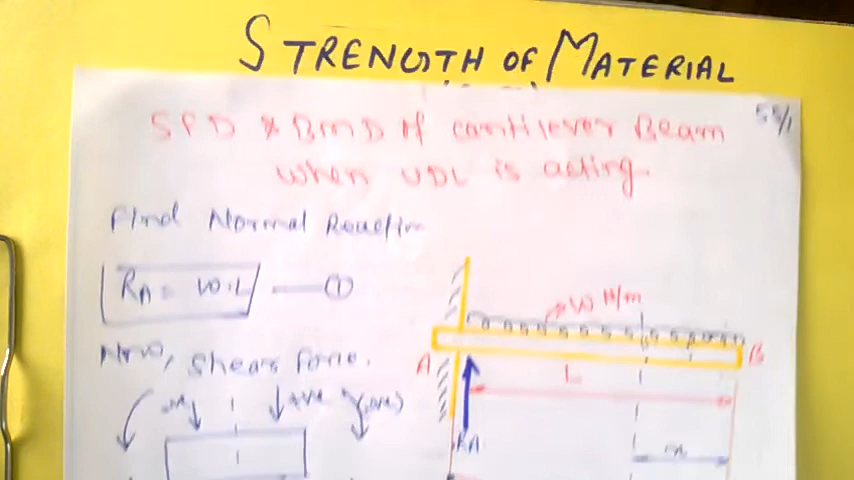 STRENGTH OF MATERIAL
55/1
SFD & BMD of cantilever Beam
when UDL is acting.
Find Normal Reaction
RA = W.L —— ①
W N/m
Now, Shear force.
A
B
L
RA
x